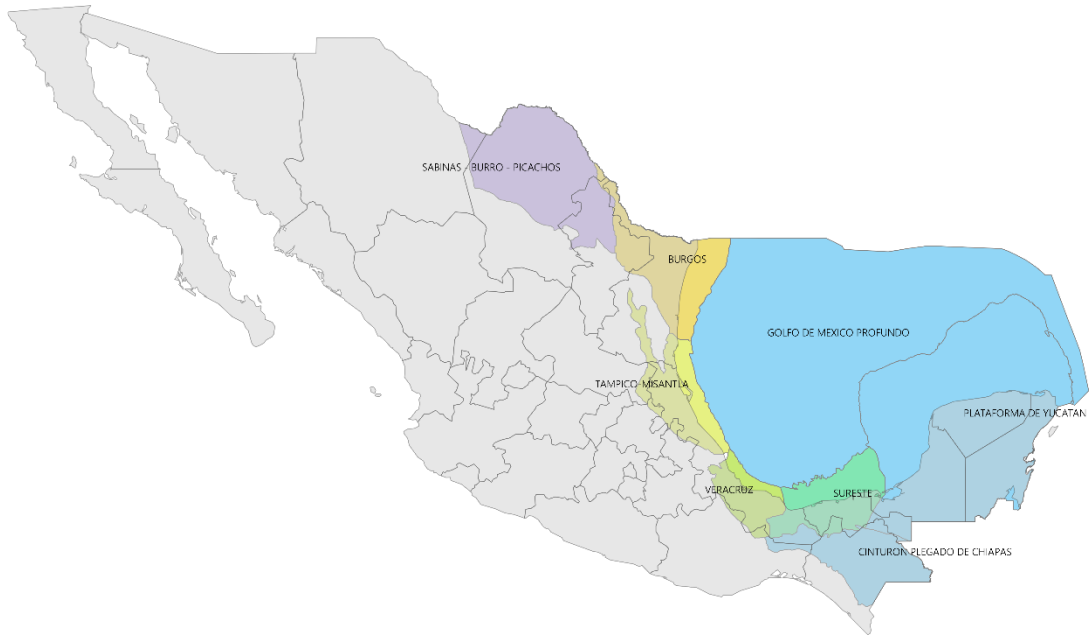 SABINAS - BURRO - PICACHOS
BURGOS
GOLFO DE MEXICO PROFUNDO
TAMPICO-MISANTLA
PLATAFORMA DE YUCATAN
VERACRUZ
SURESTE
CINTURON PLEGADO DE CHIAPAS